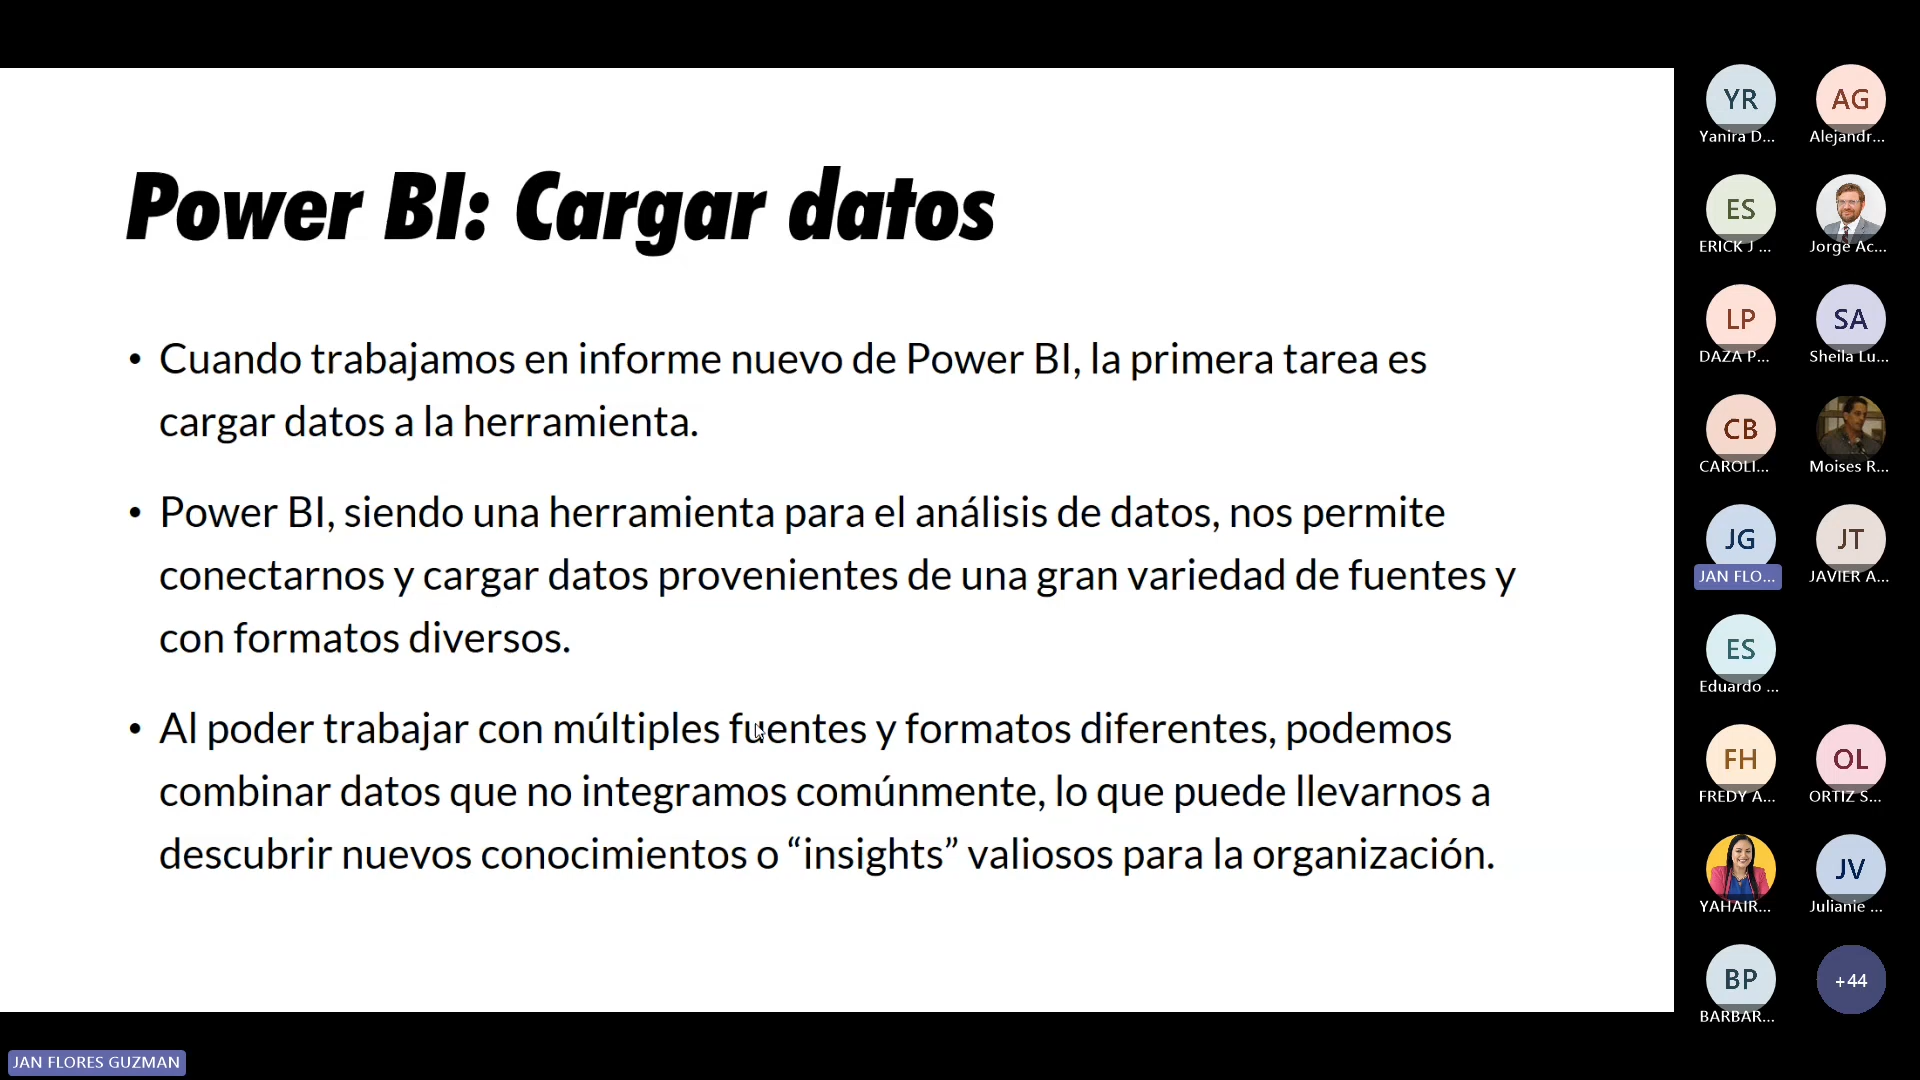 Power BI: Cargar datos
• Cuando trabajamos en informe nuevo de Power BI, la primera tarea es
cargar datos a la herramienta.
• Power BI, siendo una herramienta para el análisis de datos, nos permite
conectarnos y cargar datos provenientes de una gran variedad de fuentes y
con formatos diversos.
• Al poder trabajar con múltiples fuentes y formatos diferentes, podemos
combinar datos que no integramos comúnmente, lo que puede llevarnos a
descubrir nuevos conocimientos o “insights” valiosos para la organización.
YR AG
Yanira D... Alejandr...
ES
ERICK J ... Jorge Ac...
LP SA
DAZA P... Sheila Lu...
CB
CAROLI... Moises R...
JG JT
JAN FLO... JAVIER A...
ES
Eduardo ...
FH OL
FREDY A... ORTIZ S...
JV
YAHAIR... Julianie ...
BP +44
BARBAR...
JAN FLORES GUZMAN